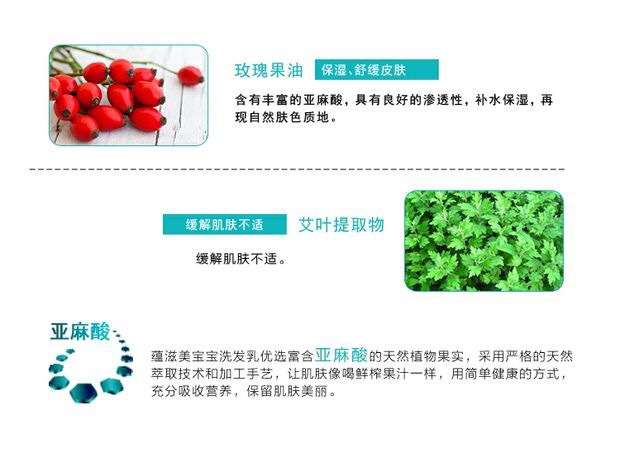 玫瑰果油 保湿、舒缓皮肤
含有丰富的亚麻酸，具有良好的渗透性，补水保湿，再
现自然肤色质地。
缓解肌肤不适 艾叶提取物
缓解肌肤不适。
亚麻酸
蕴滋美宝宝洗发乳优选富含亚麻酸的天然植物果实，采用严格的天然
萃取技术和加工手艺，让肌肤像喝鲜榨果汁一样，用简单健康的方式，
充分吸收营养，保留肌肤美丽。